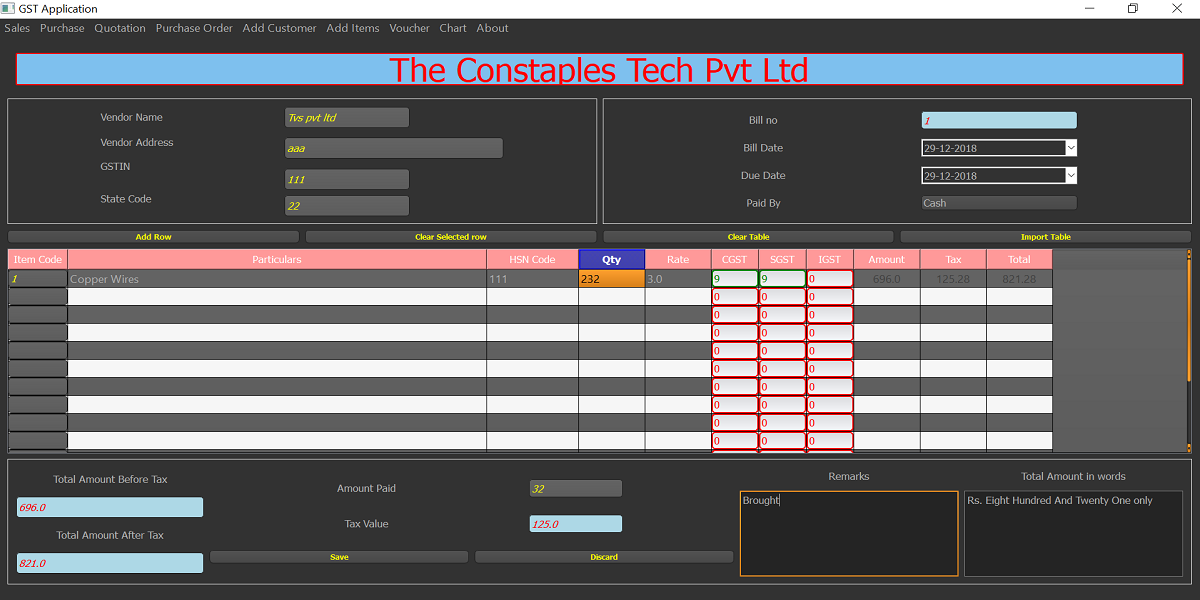 GST Application
Sales Purchase Quotation Purchase Order Add Customer Add Items Voucher Chart About
The Constaples Tech Pvt Ltd
Vendor Name Tvs pvt ltd
Vendor Address aaa
GSTIN 111
State Code 22
Bill no 1
Bill Date 29-12-2018
Due Date 29-12-2018
Paid By Cash
Add Row Clear Selected row Clear Table Import Table
Item Code Particulars HSN Code Qty Rate CGST SGST IGST Amount Tax Total
1 Copper Wires 111 232 3.0 9 9 0 696.0 125.28 821.28
0 0 0
0 0 0
0 0 0
0 0 0
0 0 0
0 0 0
0 0 0
0 0 0
0 0 0
Total Amount Before Tax
696.0
Total Amount After Tax
821.0
Amount Paid 32
Tax Value 125.0
Save Discard
Remarks
Brought
Total Amount in words
Rs. Eight Hundred And Twenty One only